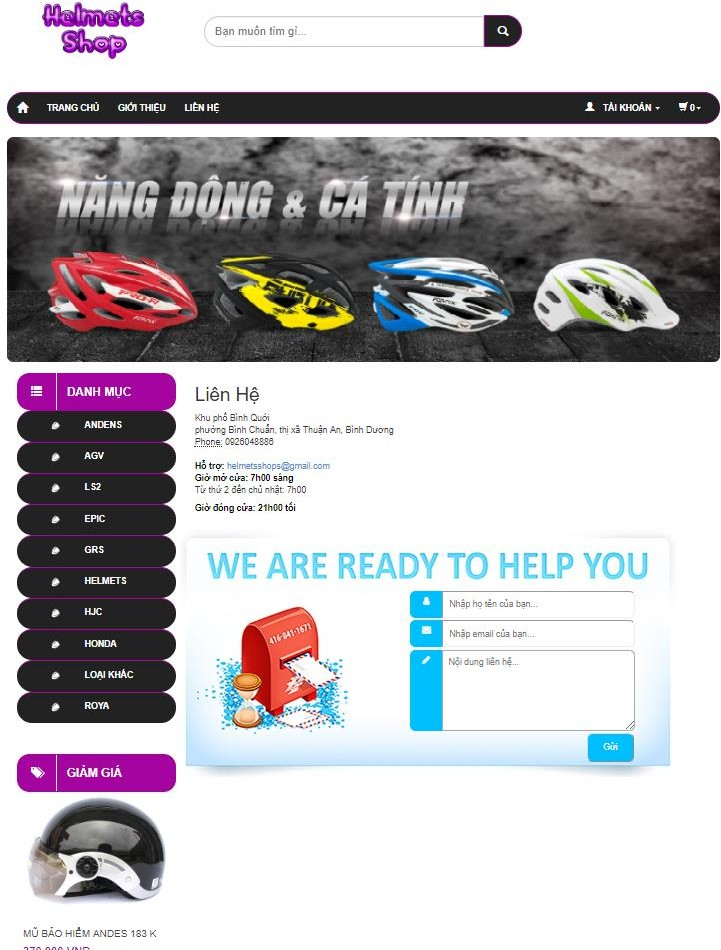 Helmets
Shop
Bạn muốn tìm gì...
TRANG CHỦ GIỚI THIỆU LIÊN HỆ TÀI KHOẢN 0
NĂNG ĐỘNG & CÁ TÍNH
DANH MỤC
ANDENS
AGV
LS2
EPIC
GRS
HELMETS
HJC
HONDA
LOẠI KHÁC
ROYA
Liên Hệ
Khu phố Bình Quới
phường Bình Chuẩn, thị xã Thuận An, Bình Dương
Phone: 0926048886
Hỗ trợ: helmetsshops@gmail.com
Giờ mở cửa: 7h00 sáng
Từ thứ 2 đến chủ nhật: 7h00
Giờ đóng cửa: 21h00 tối
WE ARE READY TO HELP YOU
416-841-1671
Nhập họ tên của bạn...
Nhập email của bạn...
Nội dung liên hệ...
Gửi
GIẢM GIÁ
MŨ BẢO HIỂM ANDES 183 K